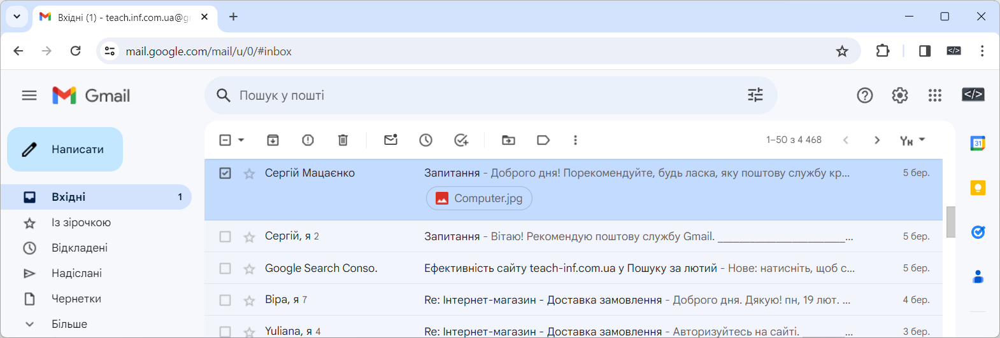 Вхідні (1) - teach.inf.com.ua@g
mail.google.com/mail/u/0/#inbox
Gmail
Пошук у пошті
Написати
1–50 з 4 468
Ун
Вхідні 1
Із зірочкою
Відкладені
Надіслані
Чернетки
Більше
Сергій Мацаєнко Запитання - Доброго дня! Порекомендуйте, будь ласка, яку поштову службу кр... 5 бер.
Computer.jpg
Сергій, я 2 Запитання - Вітаю! Рекомендую поштову службу Gmail. ______________________... 5 бер.
Google Search Conso. Ефективність сайту teach-inf.com.ua у Пошуку за лютий - Нове: натисніть, щоб с... 5 бер.
Віра, я 7 Re: Інтернет-магазин - Доставка замовлення - Доброго дня. Дякую! пн, 19 лют. ... 4 бер.
Yuliana, я 4 Re: Інтернет-магазин - Доставка замовлення - Авторизуйтесь на сайті. ________... 3 бер.